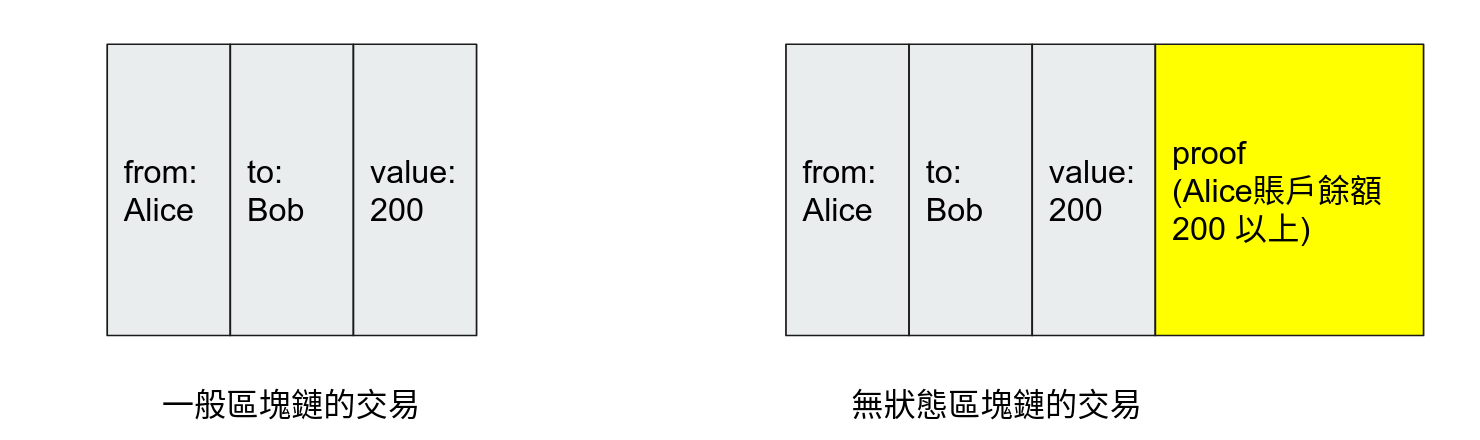 from:
Alice
to:
Bob
value:
200
from:
Alice
to:
Bob
value:
200
proof
(Alice賬戶餘額
200 以上)
一般區塊鏈的交易
無狀態區塊鏈的交易